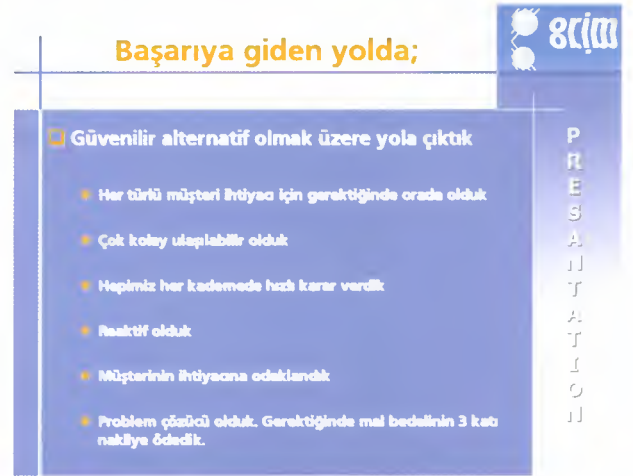 Başarıya giden yolda;
Güvenilir alternatif olmak üzere yola çıktık
Her türlü müşteri ihtiyacı için gerektiğinde orada olduk
Çok kolay ulaşılabilir olduk
Hepimiz her kademede hızlı karar verdik
Reaktif olduk
Müşterinin ihtiyacına odaklandık
Problem çözücü olduk. Gerektiğinde mal bedelinin 3 katı
nakliye ödedik.
PRESANTATION